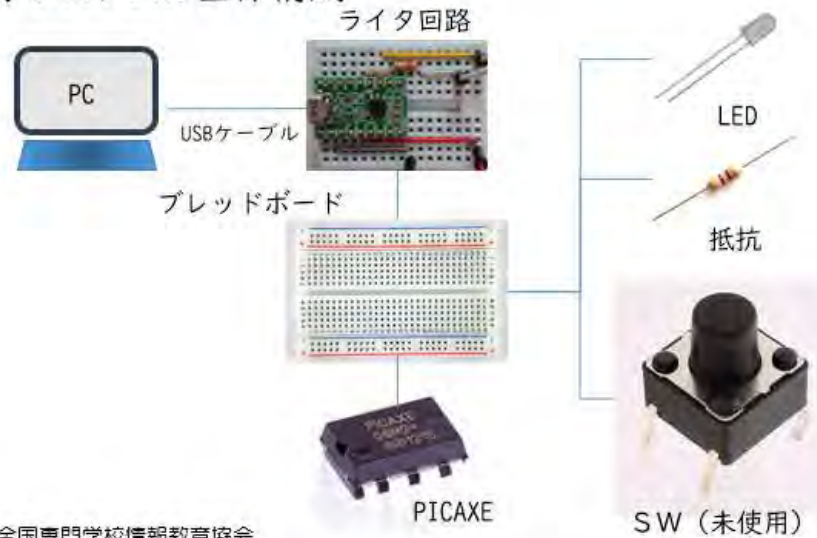 ライタ回路
PC
USBケーブル
LED
ブレッドボード
抵抗
PICAXE
PICAXE
SW（未使用）
全国専門学校情報教育協会